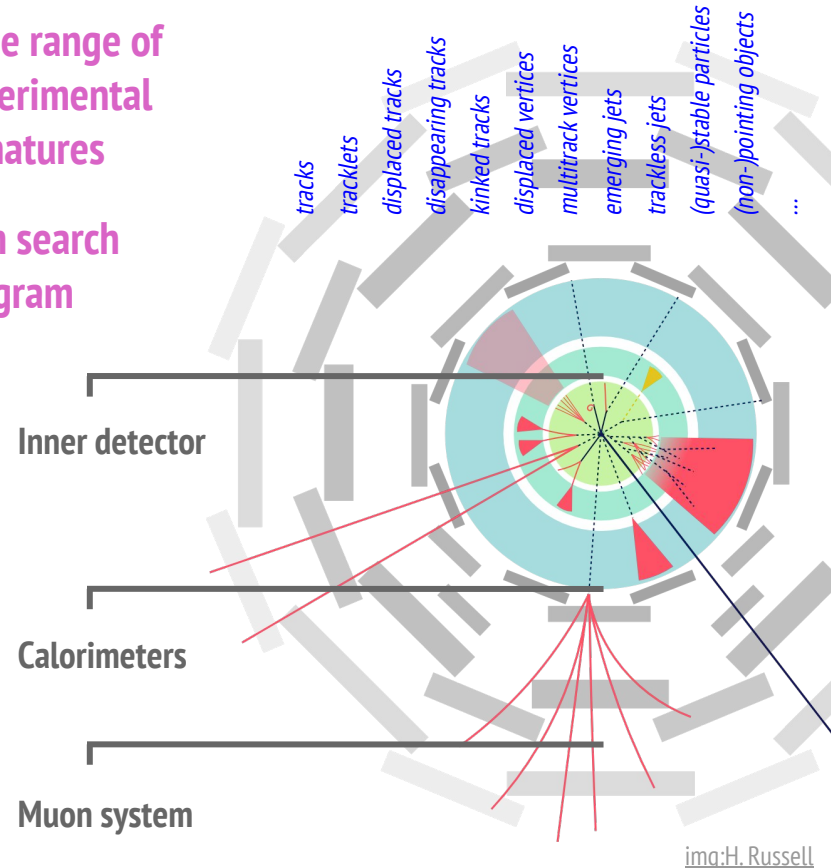 e range of
erimental
natures
n search
gram
tracks
tracklets
displaced tracks
disappearing tracks
kinked tracks
displaced vertices
multitrack vertices
emerging jets
trackless jets
(quasi-)stable particles
(non-)pointing objects
...
Inner detector
Calorimeters
Muon system
img:H. Russell